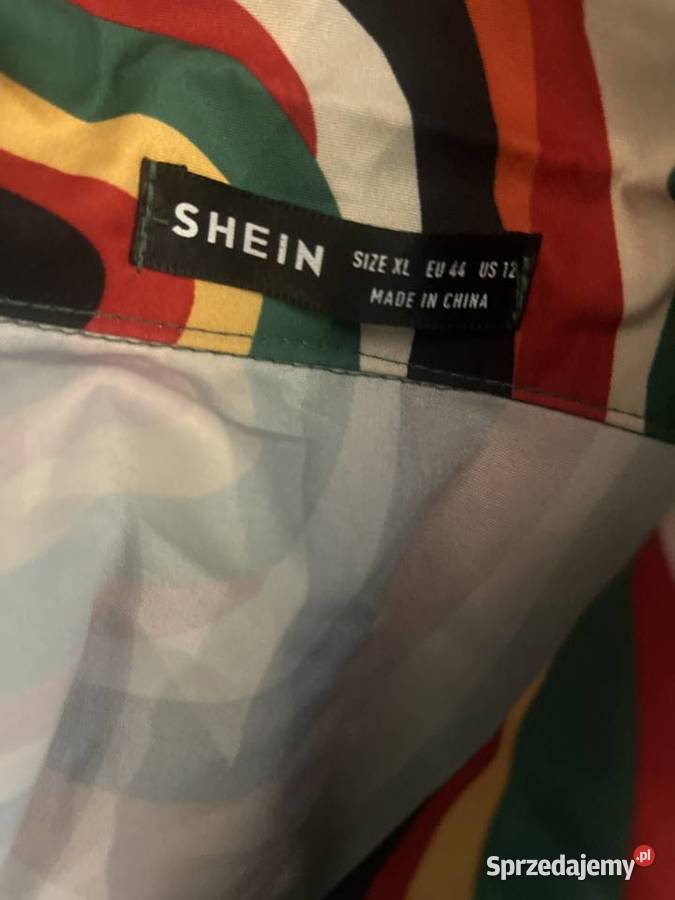 SHEIN
SIZE XL EU 44 US 12
MADE IN CHINA
Sprzedajemy.pl